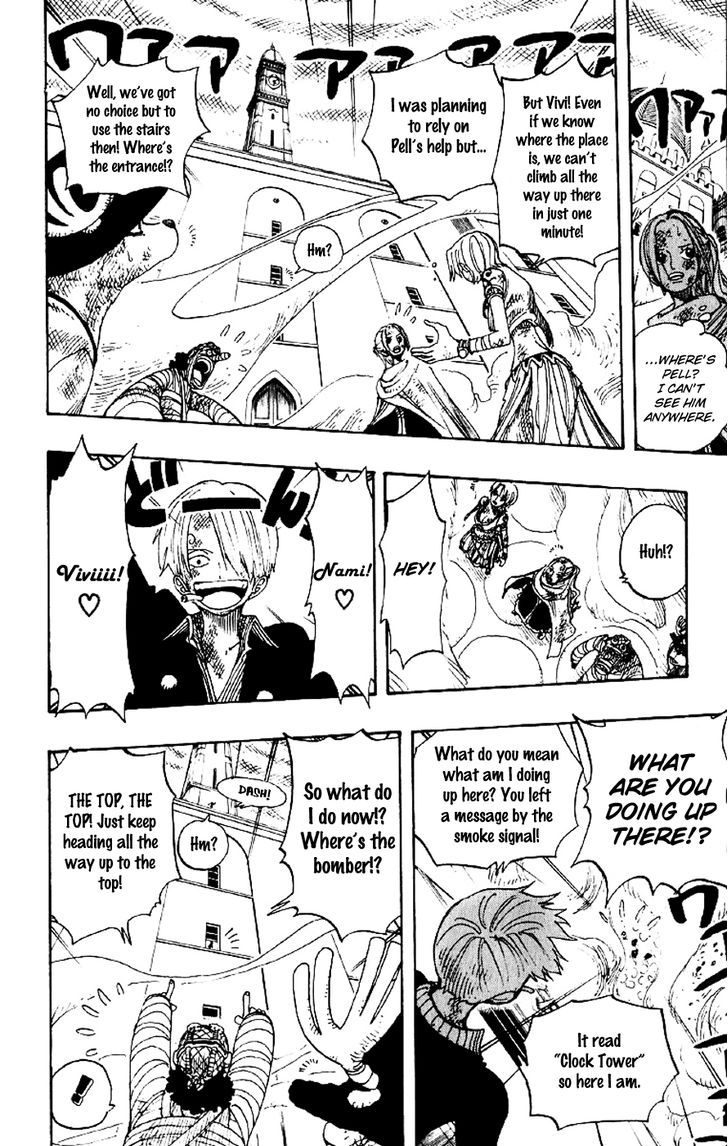 ...WHERE'S
PELL?
I CAN'T
SEE HIM
ANYWHERE.
ワァァ
But Vivi! Even
if we know
where the place
is, we can't
climb all the
way up there
in just one
minute!
I was planning
to rely on
Pell's help but...
Well, we've got
no choice but to
use the stairs
then! Where's
the entrance!?
Hm?
Huh!?
HEY!
Nami!
♡
Viviiii!
♡
WHAT
ARE YOU
DOING UP
THERE!?
What do you mean
what am I doing
up here? You left
a message by the
smoke signal!
It read
"Clock Tower"
so here I am.
So what do
I do now!?
Where's the
bomber!?
DASH!
Hm?
THE TOP, THE
TOP! Just keep
heading all the
way up to the
top!
!